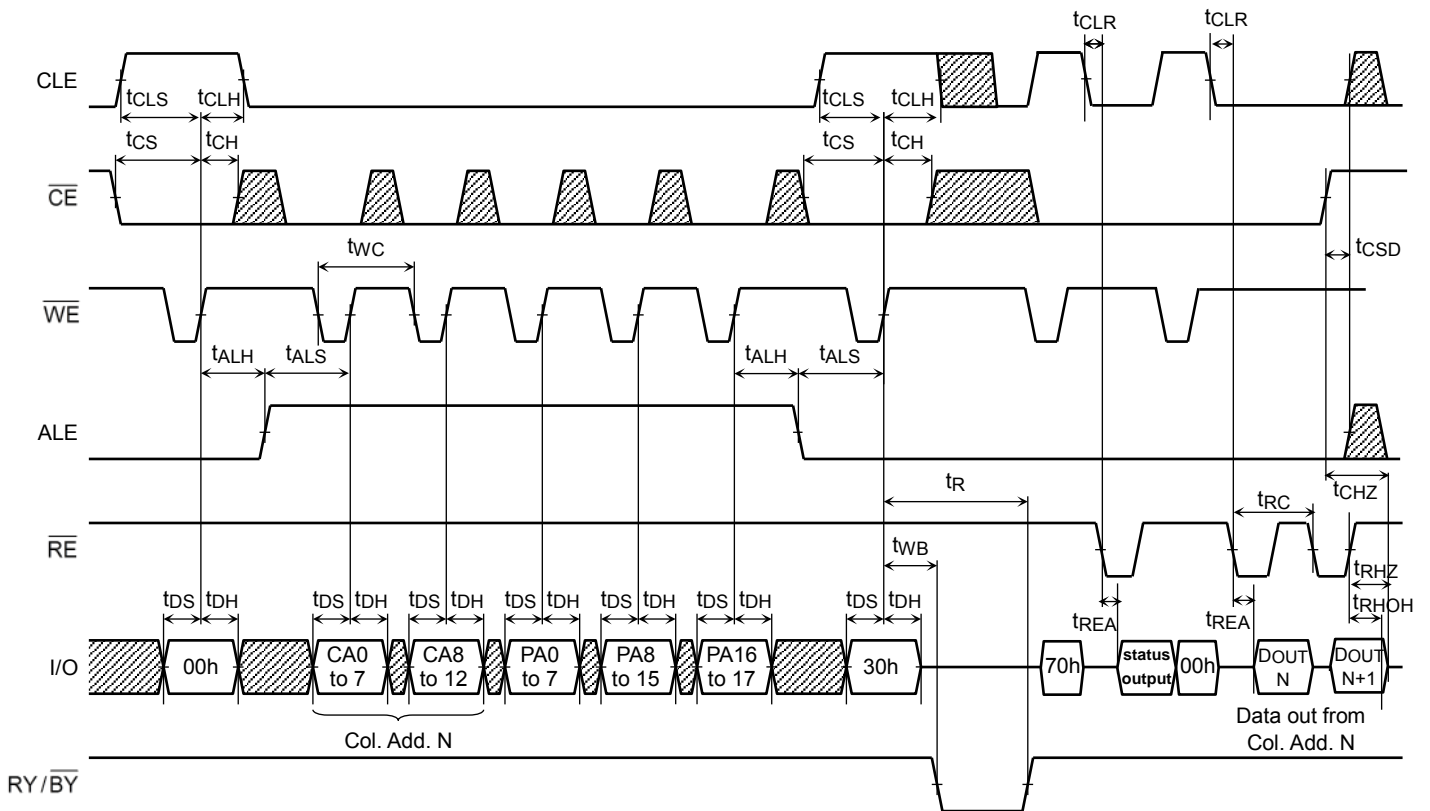 tCLR tCLR
CLE
tCLS tCLH tCLS tCLH
tCS tCH tCS tCH
CE
tWC tCSD
WE
tALH tALS tALH tALS
ALE
tR tCHZ
tRC
RE
tWB
tRHZ
tDS tDH tDS tDH tDS tDH tDS tDH tDS tDH tDS tDH tDS tDH tRHOH
tREA tREA
I/O 00h CA0 to 7 CA8 to 12 PA0 to 7 PA8 to 15 PA16 to 17 30h 70h status output 00h DOUT N DOUT N+1
Col. Add. N
Data out from
Col. Add. N
RY/BY